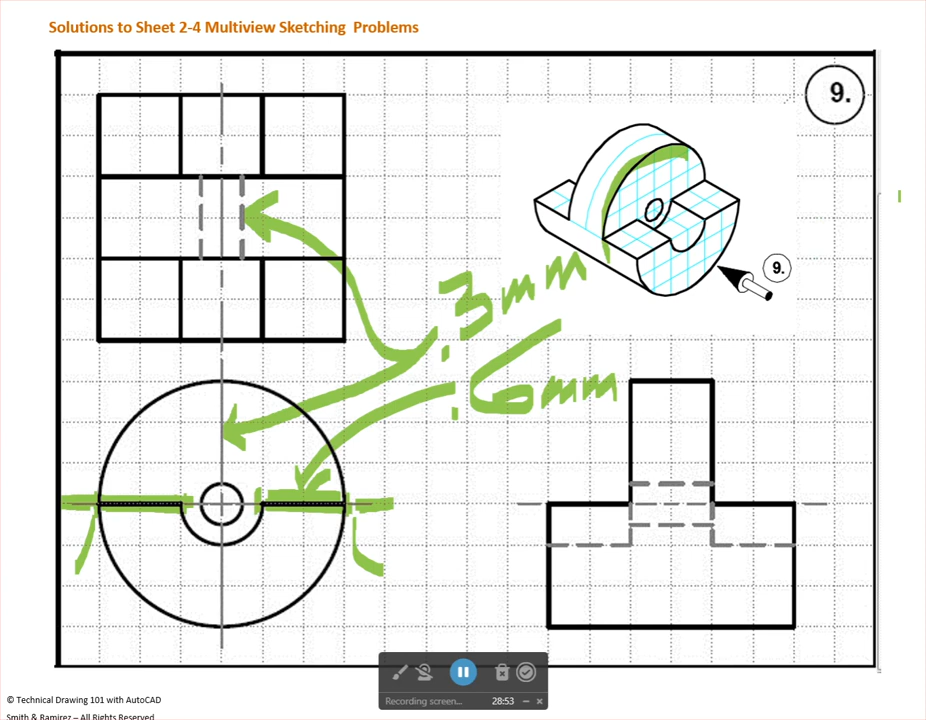 Solutions to Sheet 2-4 Multiview Sketching Problems
9.
9.
.3mm
.6mm
Recording screen... 28:53
© Technical Drawing 101 with AutoCAD
Smith & Ramirez – All Rights Reserved